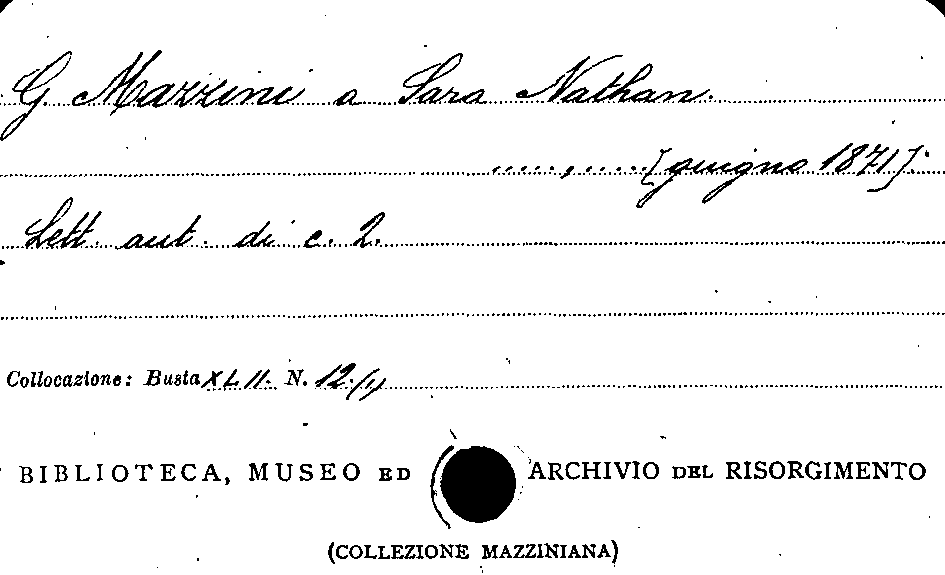 G. Mazzini a Sara Nathan.
....., .....[giugno 1871].
Lett. aut. di c. 2.
Collocazione: Busta XLII. N. 12/1)
BIBLIOTECA, MUSEO ED ARCHIVIO DEL RISORGIMENTO
(COLLEZIONE MAZZINIANA)